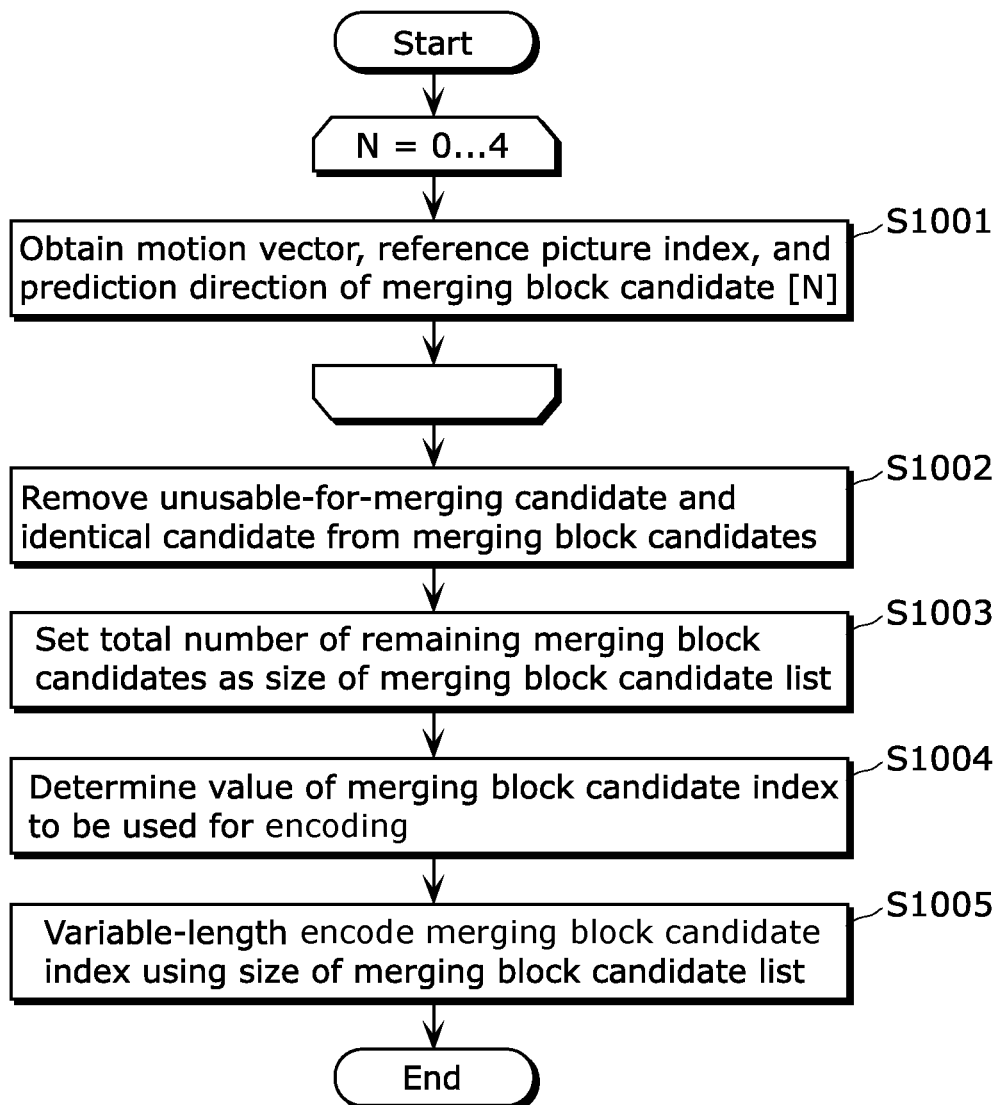 Start
N = 0...4
S1001
Obtain motion vector, reference picture index, and
prediction direction of merging block candidate [N]
S1002
Remove unusable-for-merging candidate and
identical candidate from merging block candidates
S1003
Set total number of remaining merging block
candidates as size of merging block candidate list
S1004
Determine value of merging block candidate index
to be used for encoding
S1005
Variable-length encode merging block candidate
index using size of merging block candidate list
End